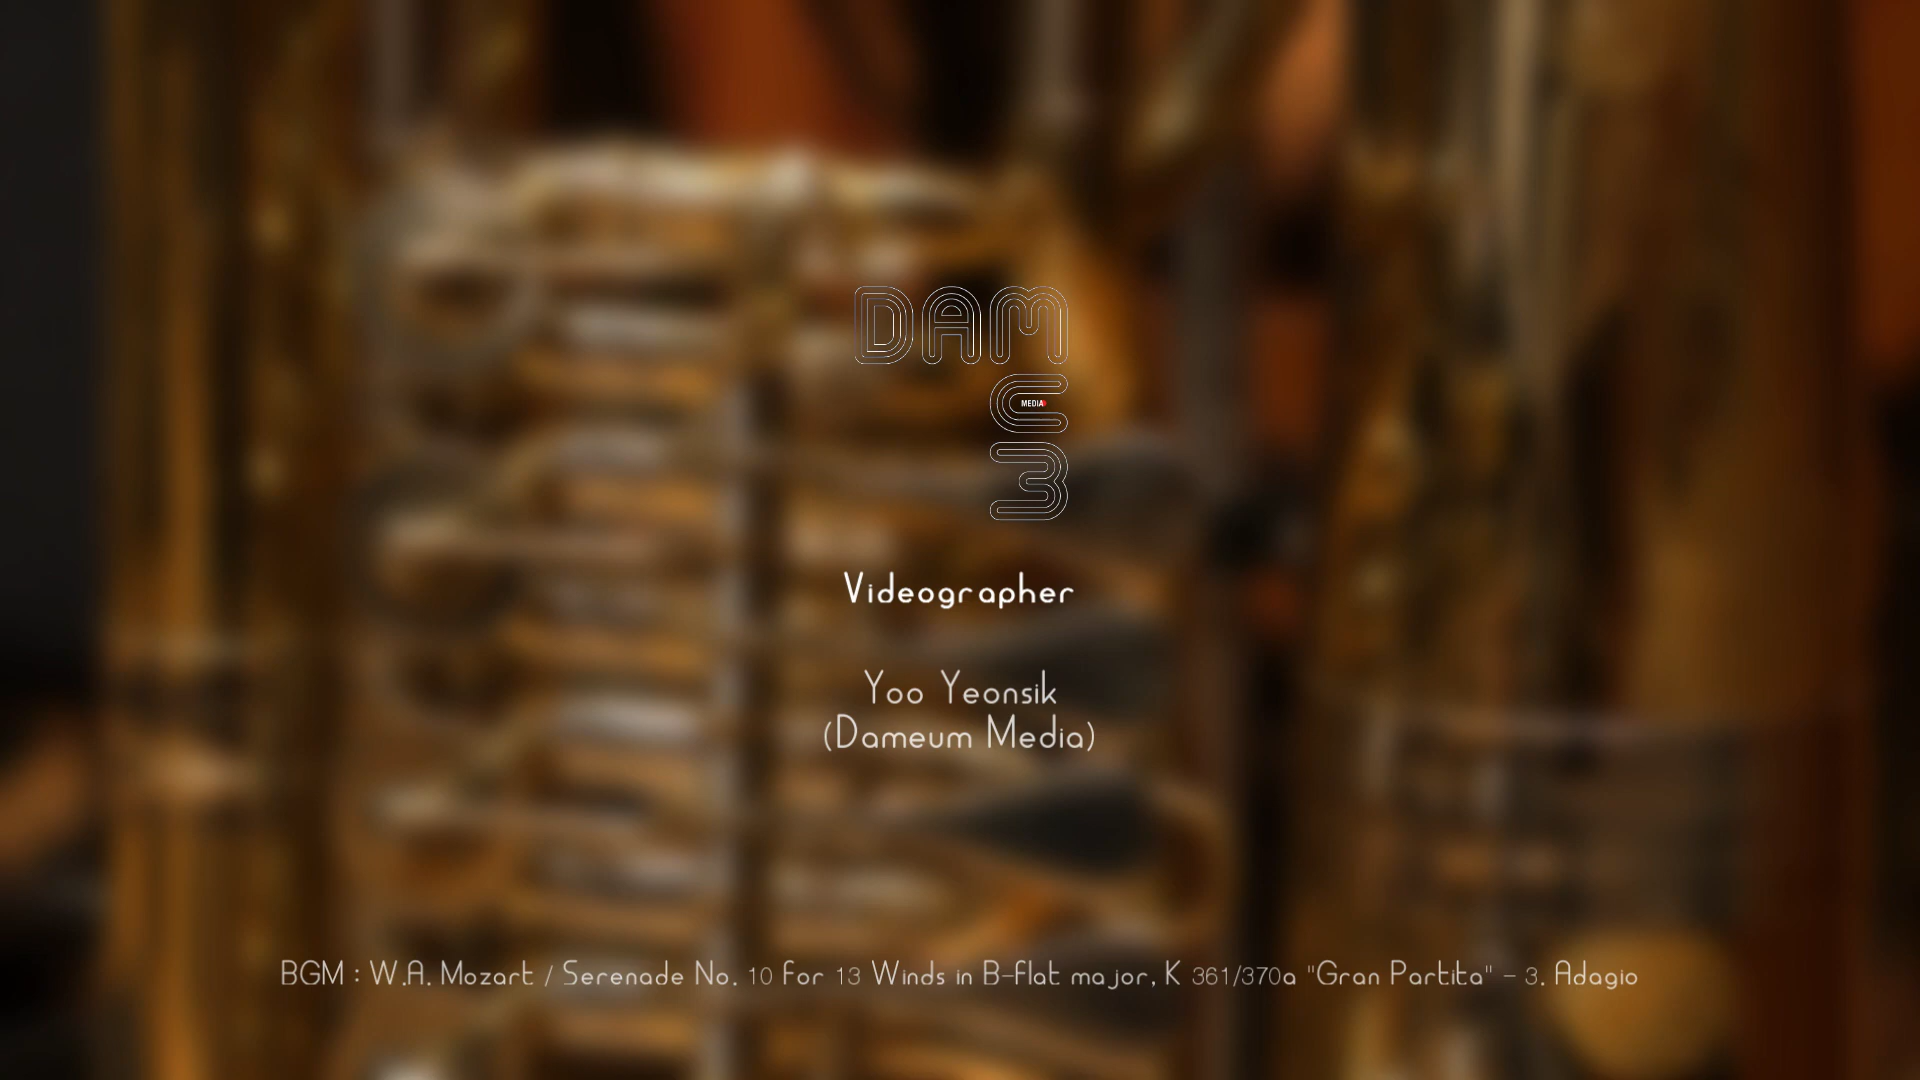 DAM
E
UM
MEDIA
Videographer
Yoo Yeonsik
(Dameum Media)
BGM : W.A. Mozart / Serenade No. 10 For 13 Winds in B-flat major, K 361/370a "Gran Partita" - 3. Adagio